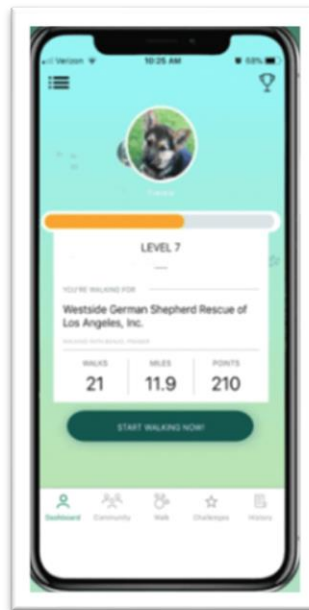 Verizon 10:25 AM 68%
LEVEL 7
YOU'RE WALKING FOR
Westside German Shepherd Rescue of
Los Angeles, Inc.
WALKS MILES POINTS
21 11.9 210
START WALKING NOW!
Dashboard Community Walk Challenges History